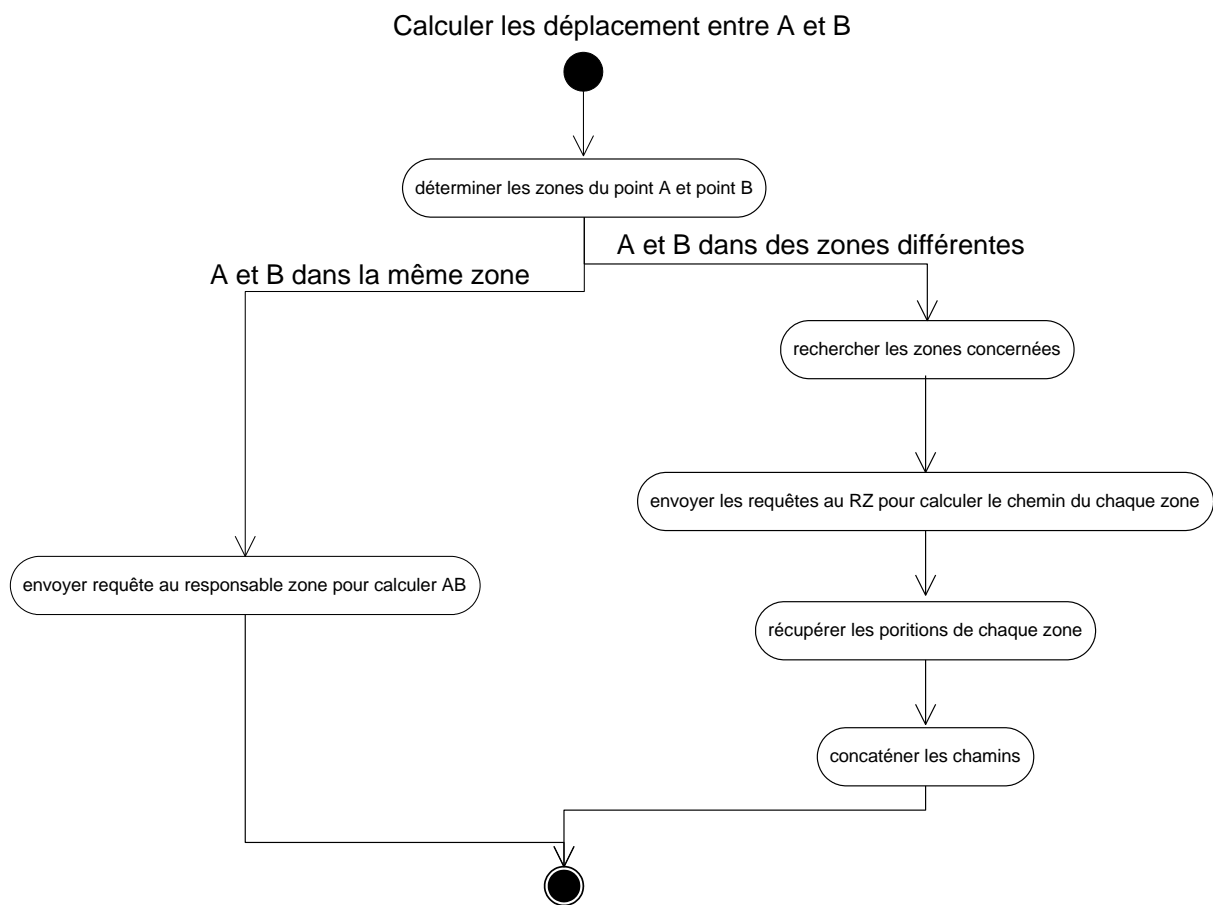 Calculer les déplacement entre A et B
déterminer les zones du point A et point B
A et B dans des zones différentes
A et B dans la même zone
rechercher les zones concernées
envoyer les requêtes au RZ pour calculer le chemin du chaque zone
envoyer requête au responsable zone pour calculer AB
récupérer les poritions de chaque zone
concaténer les chamins